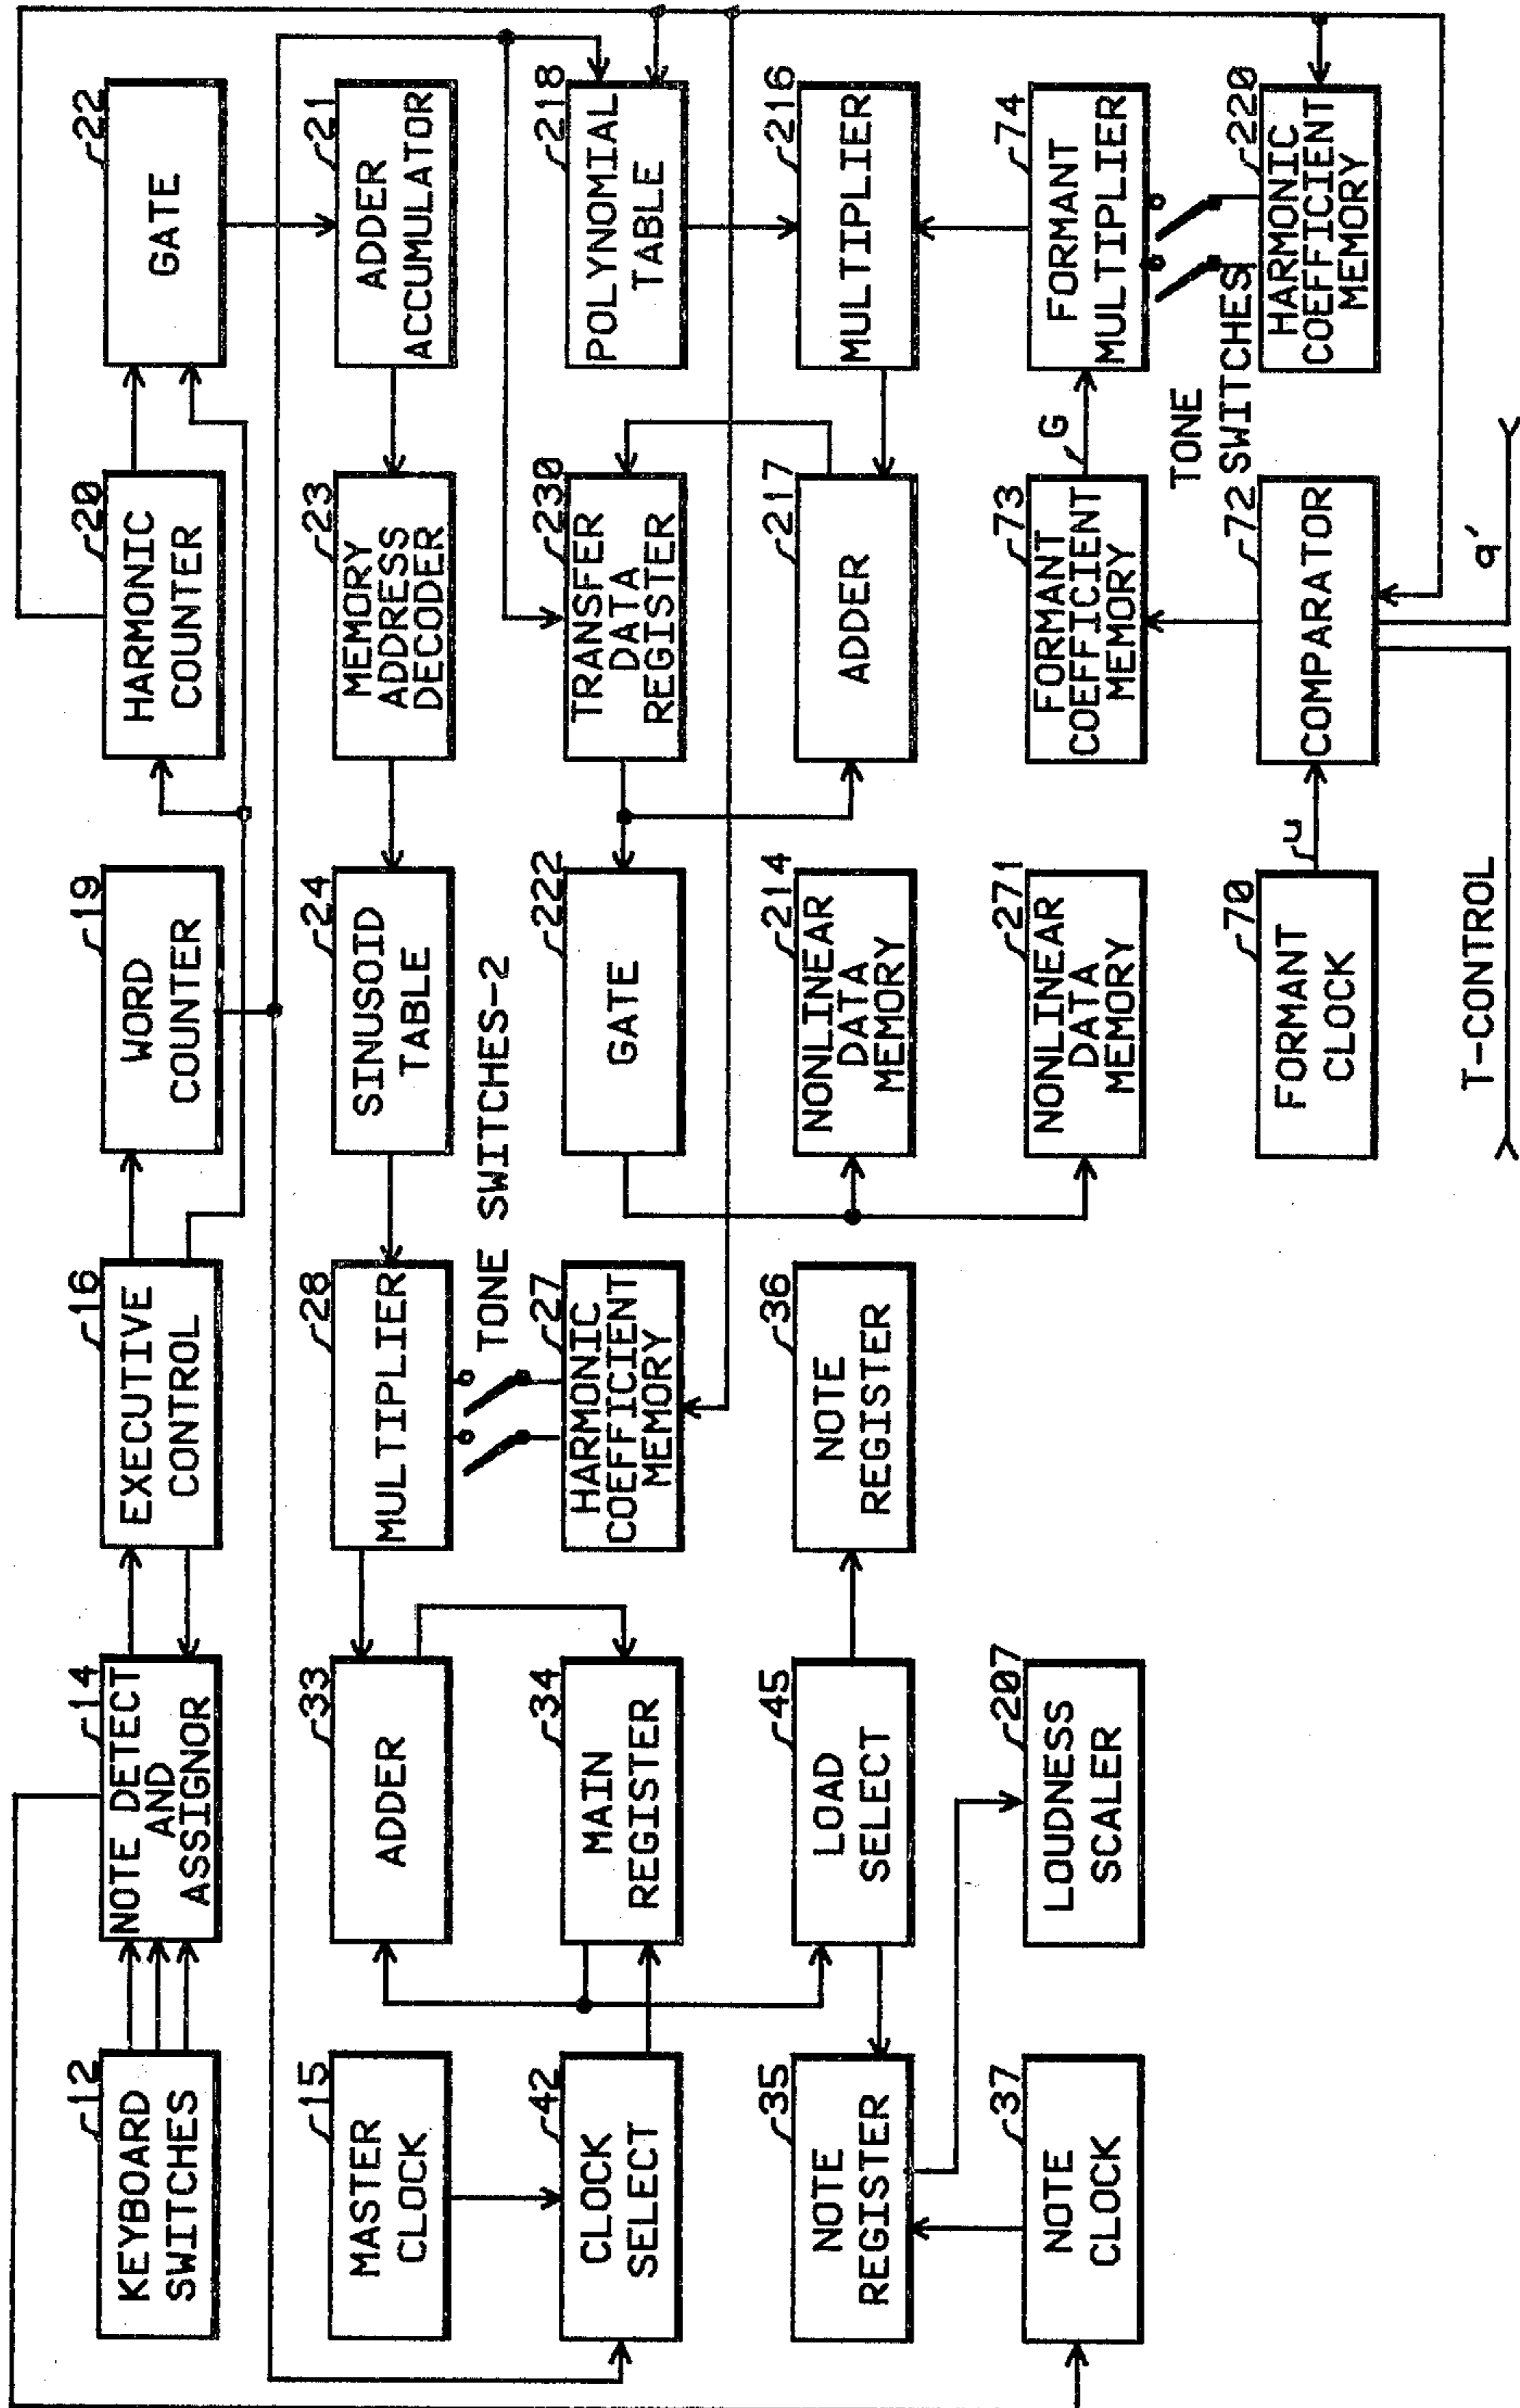 12
KEYBOARD
SWITCHES
14
NOTE DETECT
AND
ASSIGNOR
16
EXECUTIVE
CONTROL
19
WORD
COUNTER
20
HARMONIC
COUNTER
22
GATE
15
MASTER
CLOCK
33
ADDER
28
MULTIPLIER
24
SINUSOID
TABLE
23
MEMORY
ADDRESS
DECODER
21
ADDER
ACCUMULATOR
TONE SWITCHES-2
42
CLOCK
SELECT
34
MAIN
REGISTER
27
HARMONIC
COEFFICIENT
MEMORY
222
GATE
230
TRANSFER
DATA
REGISTER
218
POLYNOMIAL
TABLE
35
NOTE
REGISTER
45
LOAD
SELECT
36
NOTE
REGISTER
214
NONLINEAR
DATA
MEMORY
217
ADDER
216
MULTIPLIER
37
NOTE
CLOCK
207
LOUDNESS
SCALER
271
NONLINEAR
DATA
MEMORY
73
FORMANT
COEFFICIENT
MEMORY
G
74
FORMANT
MULTIPLIER
TONE
SWITCHES
70
FORMANT
CLOCK
u
72
COMPARATOR
220
HARMONIC
COEFFICIENT
MEMORY
T-CONTROL
q'